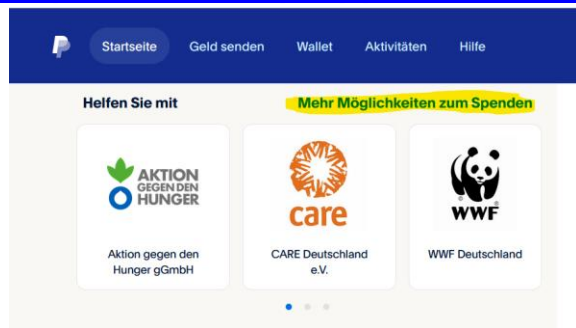 Startseite Geld senden Wallet Aktivitäten Hilfe
Helfen Sie mit Mehr Möglichkeiten zum Spenden
AKTION
GEGEN DEN
HUNGER
care
WWF
Aktion gegen den
Hunger gGmbH
CARE Deutschland
e.V.
WWF Deutschland